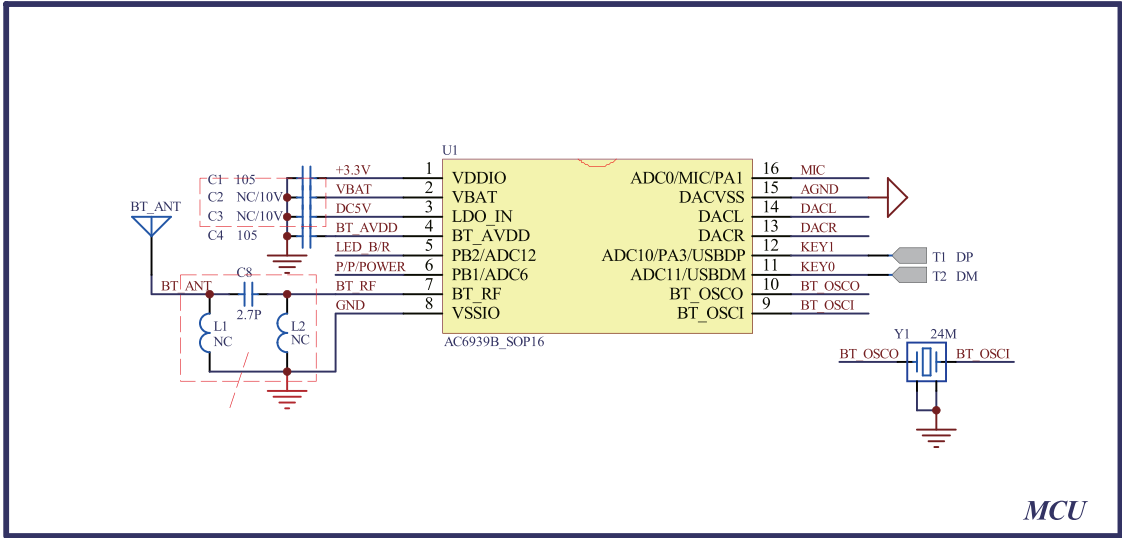 U1
+3.3V 1 VDDIO ADC0/MIC/PA1 16 MIC
C1 105
VBAT 2 VBAT DACVSS 15 AGND
C2 NC/10V
DC5V 3 LDO_IN DACL 14 DACL
C3 NC/10V
BT_AVDD 4 BT_AVDD DACR 13 DACR
C4 105
BT_ANT
LED_B/R 5 PB2/ADC12 ADC10/PA3/USBDP 12 KEY1 T1 DP
P/P/POWER 6 PB1/ADC6 ADC11/USBDM 11 KEY0 T2 DM
BT_ANT C8 BT_RF 7 BT_RF BT_OSCO 10 BT_OSCO
2.7P
GND 8 VSSIO BT_OSCI 9 BT_OSCI
L1 L2
NC NC
AC6939B_SOP16
Y1 24M
BT_OSCO BT_OSCI
MCU